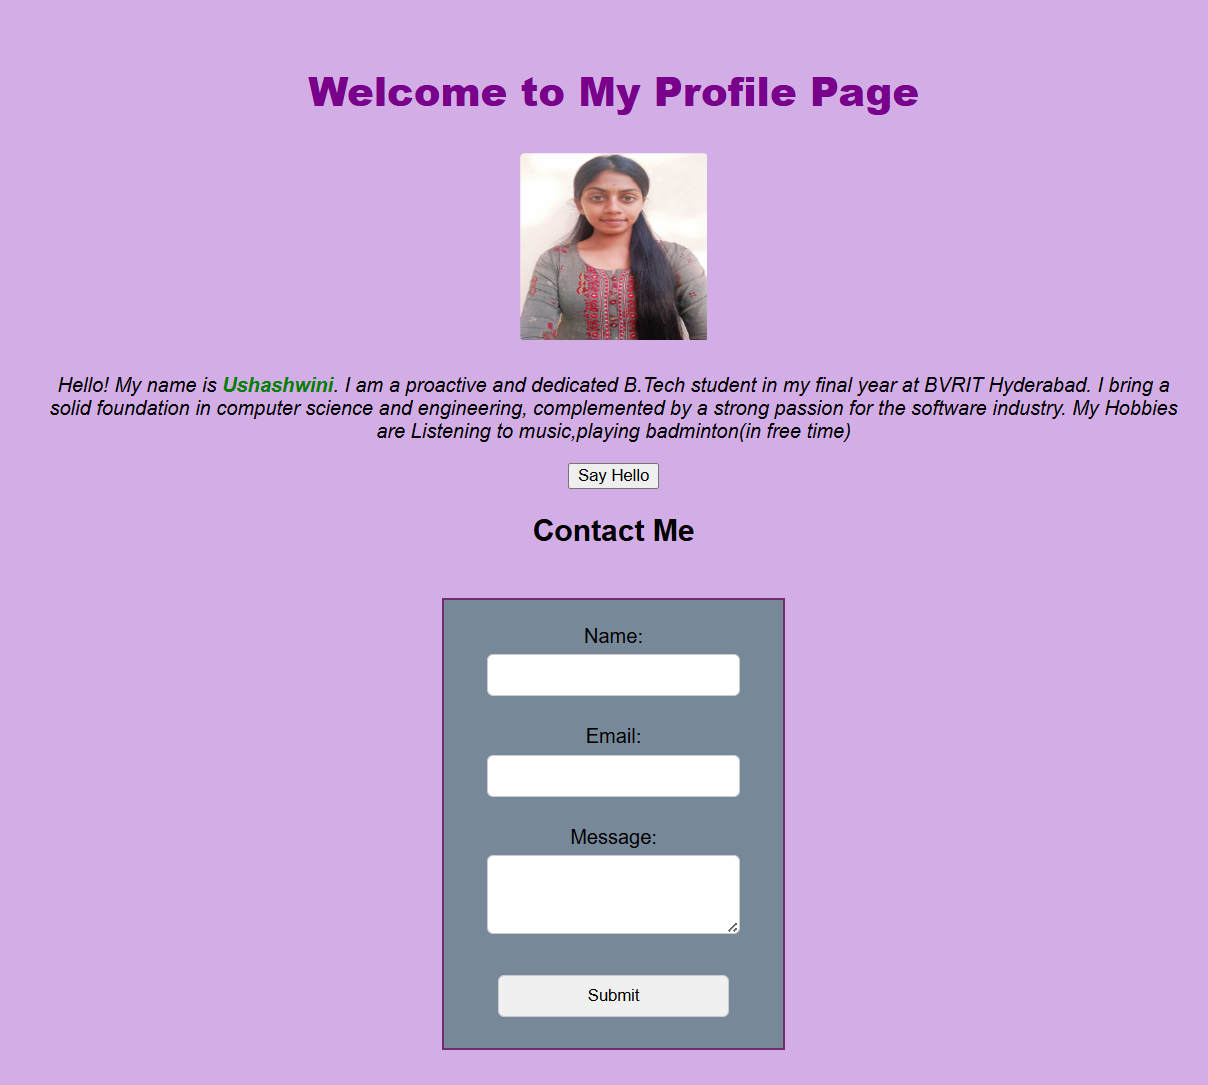 Welcome to My Profile Page
Hello! My name is Ushashwini. I am a proactive and dedicated B.Tech student in my final year at BVRIT Hyderabad. I bring a
solid foundation in computer science and engineering, complemented by a strong passion for the software industry. My Hobbies
are Listening to music,playing badminton(in free time)
Say Hello
Contact Me
Name:
Email:
Message:
Submit